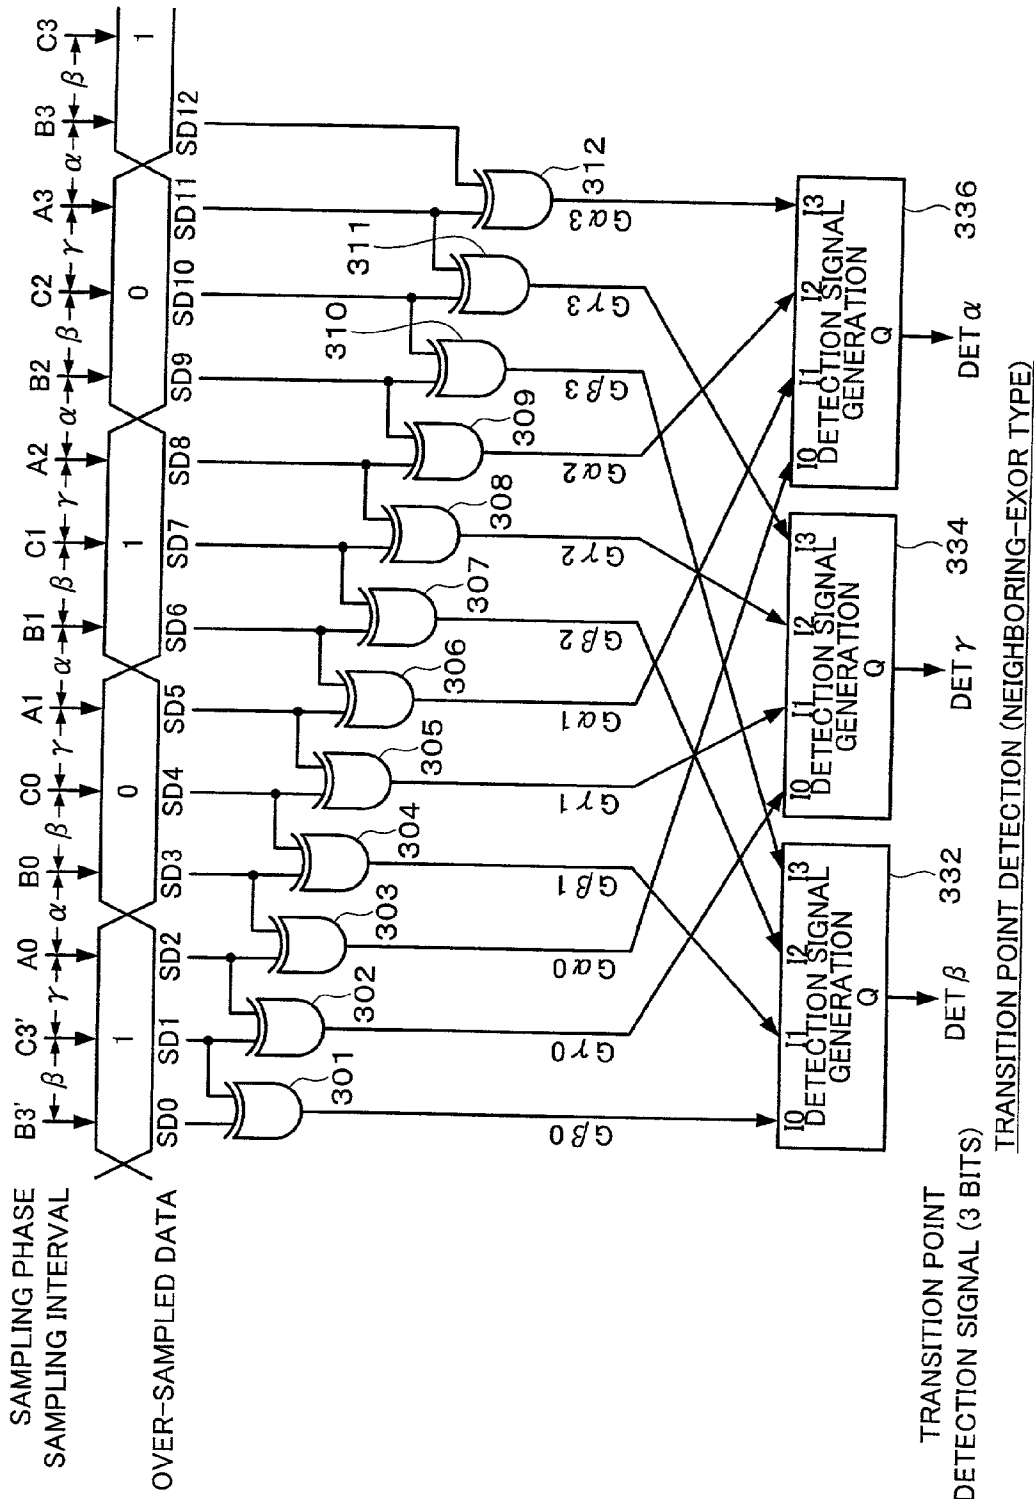 SAMPLING PHASE B3' C3' A0 B0 C0 A1 B1 C1 A2 B2 C2 A3 B3 C3
SAMPLING INTERVAL β γ α β γ α β γ α β γ α β
1 0 1 0 1
OVER-SAMPLED DATA SD0 SD1 SD2 SD3 SD4 SD5 SD6 SD7 SD8 SD9 SD10 SD11 SD12
301 302 303 304 305 306 307 308 309 310 311 312
Gβ0 Gγ0 Gα0 Gβ1 Gγ1 Gα1 Gβ2 Gγ2 Gα2 Gβ3 Gγ3 Gα3
I0 I1 I2 I3 I0 I1 I2 I3 I0 I1 I2 I3
DETECTION SIGNAL DETECTION SIGNAL DETECTION SIGNAL
GENERATION GENERATION GENERATION
Q Q Q
332 334 336
TRANSITION POINT
DETECTION SIGNAL (3 BITS) DETβ DETγ DETα
TRANSITION POINT DETECTION (NEIGHBORING-EXOR TYPE)